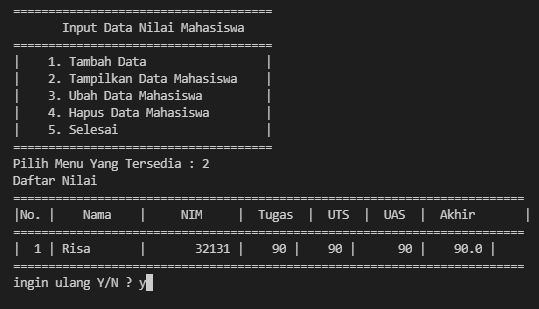 =====================================
Input Data Nilai Mahasiswa
=====================================
|    1. Tambah Data                 |
|    2. Tampilkan Data Mahasiswa    |
|    3. Ubah Data Mahasiswa         |
|    4. Hapus Data Mahasiswa        |
|    5. Selesai                     |
=====================================
Pilih Menu Yang Tersedia : 2
Daftar Nilai
=========================================================================
|No. |    Nama    |     NIM     |  Tugas  |  UTS  |  UAS  |  Akhir       |
=========================================================================
|  1 | Risa       |       32131 |    90 |    90 |       90 |    90.0 |
=========================================================================
ingin ulang Y/N ? y